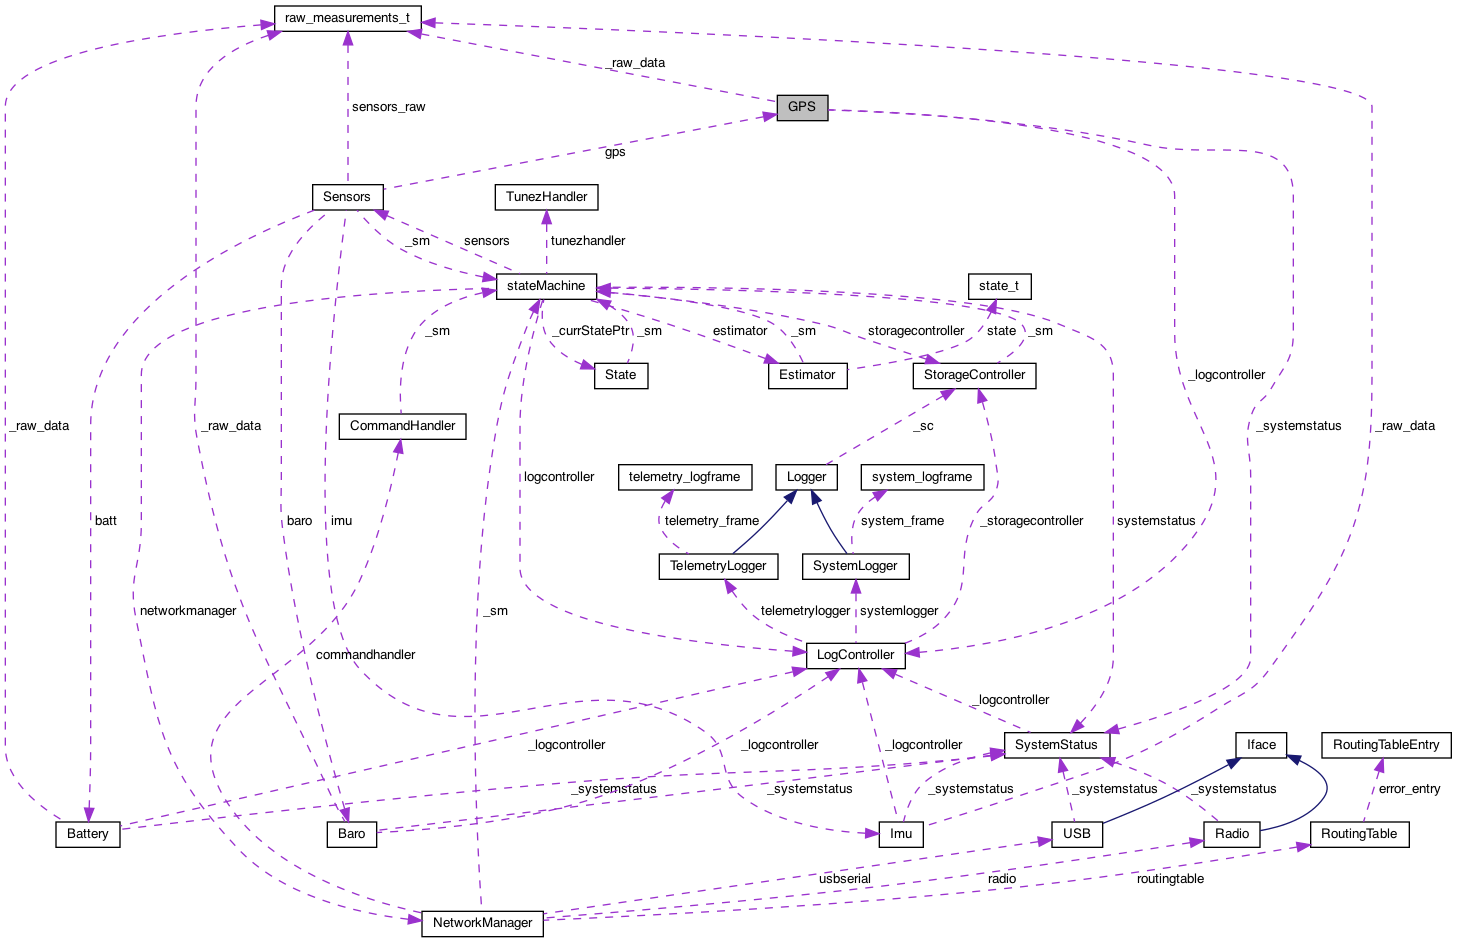 raw_measurements_t
_raw_data
GPS
sensors_raw
gps
Sensors
TunezHandler
_sm
sensors
tunezhandler
stateMachine
state_t
_currStatePtr
_sm
estimator
_sm
storagecontroller
state
_sm
_sm
State
Estimator
StorageController
_logcontroller
CommandHandler
_raw_data
_raw_data
_sc
_systemstatus
_raw_data
logcontroller
telemetry_logframe
Logger
system_logframe
batt
baro
imu
telemetry_frame
system_frame
_storagecontroller
systemstatus
TelemetryLogger
SystemLogger
networkmanager
_sm
telemetrylogger
systemlogger
commandhandler
LogController
_logcontroller
_logcontroller
_logcontroller
_logcontroller
SystemStatus
Iface
RoutingTableEntry
_systemstatus
_systemstatus
_systemstatus
_systemstatus
_systemstatus
error_entry
Battery
Baro
Imu
USB
Radio
RoutingTable
usbserial
radio
routingtable
NetworkManager